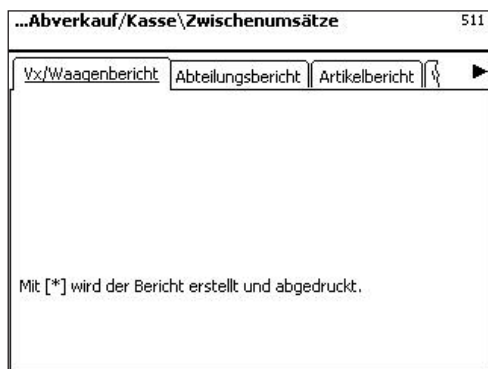 ...Abverkauf/Kasse\Zwischenumsätze 511
Vx/Waagenbericht Abteilungsbericht Artikelbericht
Mit [*] wird der Bericht erstellt und abgedruckt.